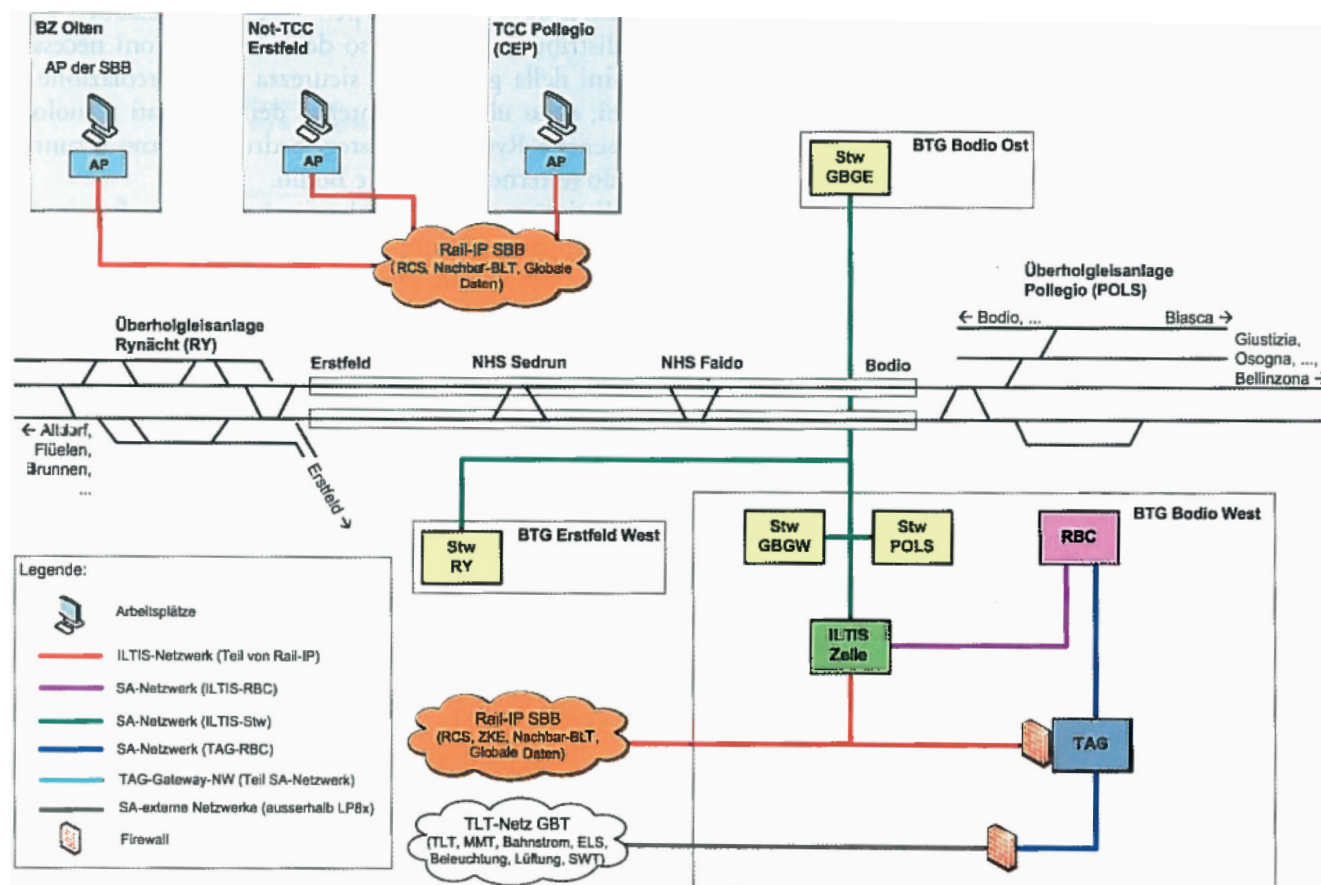 BZ Olten
AP der SBB
AP
Not-TCC
Erstfeld
AP
TCC Pollegio
(CEP)
AP
Rail-IP SBB
(RCS, Nachbar-BLT, Globale
Daten)
Stw
GBGE
BTG Bodio Ost
Überholgleisanlage
Rynächt (RY)
Erstfeld
NHS Sedrun
NHS Faido
Bodio
Überholgleisanlage
Pollegio (POLS)
← Bodio, ...
Biasca →
Giustizia,
Osogna, ...,
Bellinzona →
← Altdorf,
Flüelen,
Brunnen,
...
Erstfeld →
Stw
RY
BTG Erstfeld West
Stw
GBGW
Stw
POLS
RBC
BTG Bodio West
ILTIS
Zelle
TAG
Rail-IP SBB
(RCS, ZKE, Nachbar-BLT,
Globale Daten)
TLT-Netz GBT
(TLT, MMT, Bahnstrom, ELS,
Beleuchtung, Lüftung, SWT)
Legende:
Arbeitsplätze
ILTIS-Netzwerk (Teil von Rail-IP)
SA-Netzwerk (ILTIS-RBC)
SA-Netzwerk (ILTIS-Stw)
SA-Netzwerk (TAG-RBC)
TAG-Gateway-NW (Teil SA-Netzwerk)
SA-externe Netzwerke (ausserhalb LP8x)
Firewall